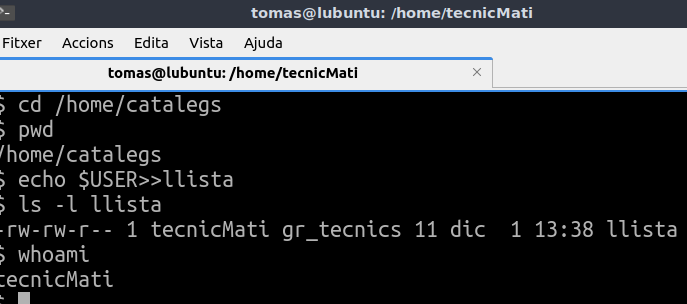 tomas@lubuntu: /home/tecnicMati
Fitxer Accions Edita Vista Ajuda
tomas@lubuntu: /home/tecnicMati ×
$ cd /home/catalegs
$ pwd
/home/catalegs
$ echo $USER>>llista
$ ls -l llista
-rw-rw-r-- 1 tecnicMati gr_tecnics 11 dic  1 13:38 llista
$ whoami
tecnicMati
$